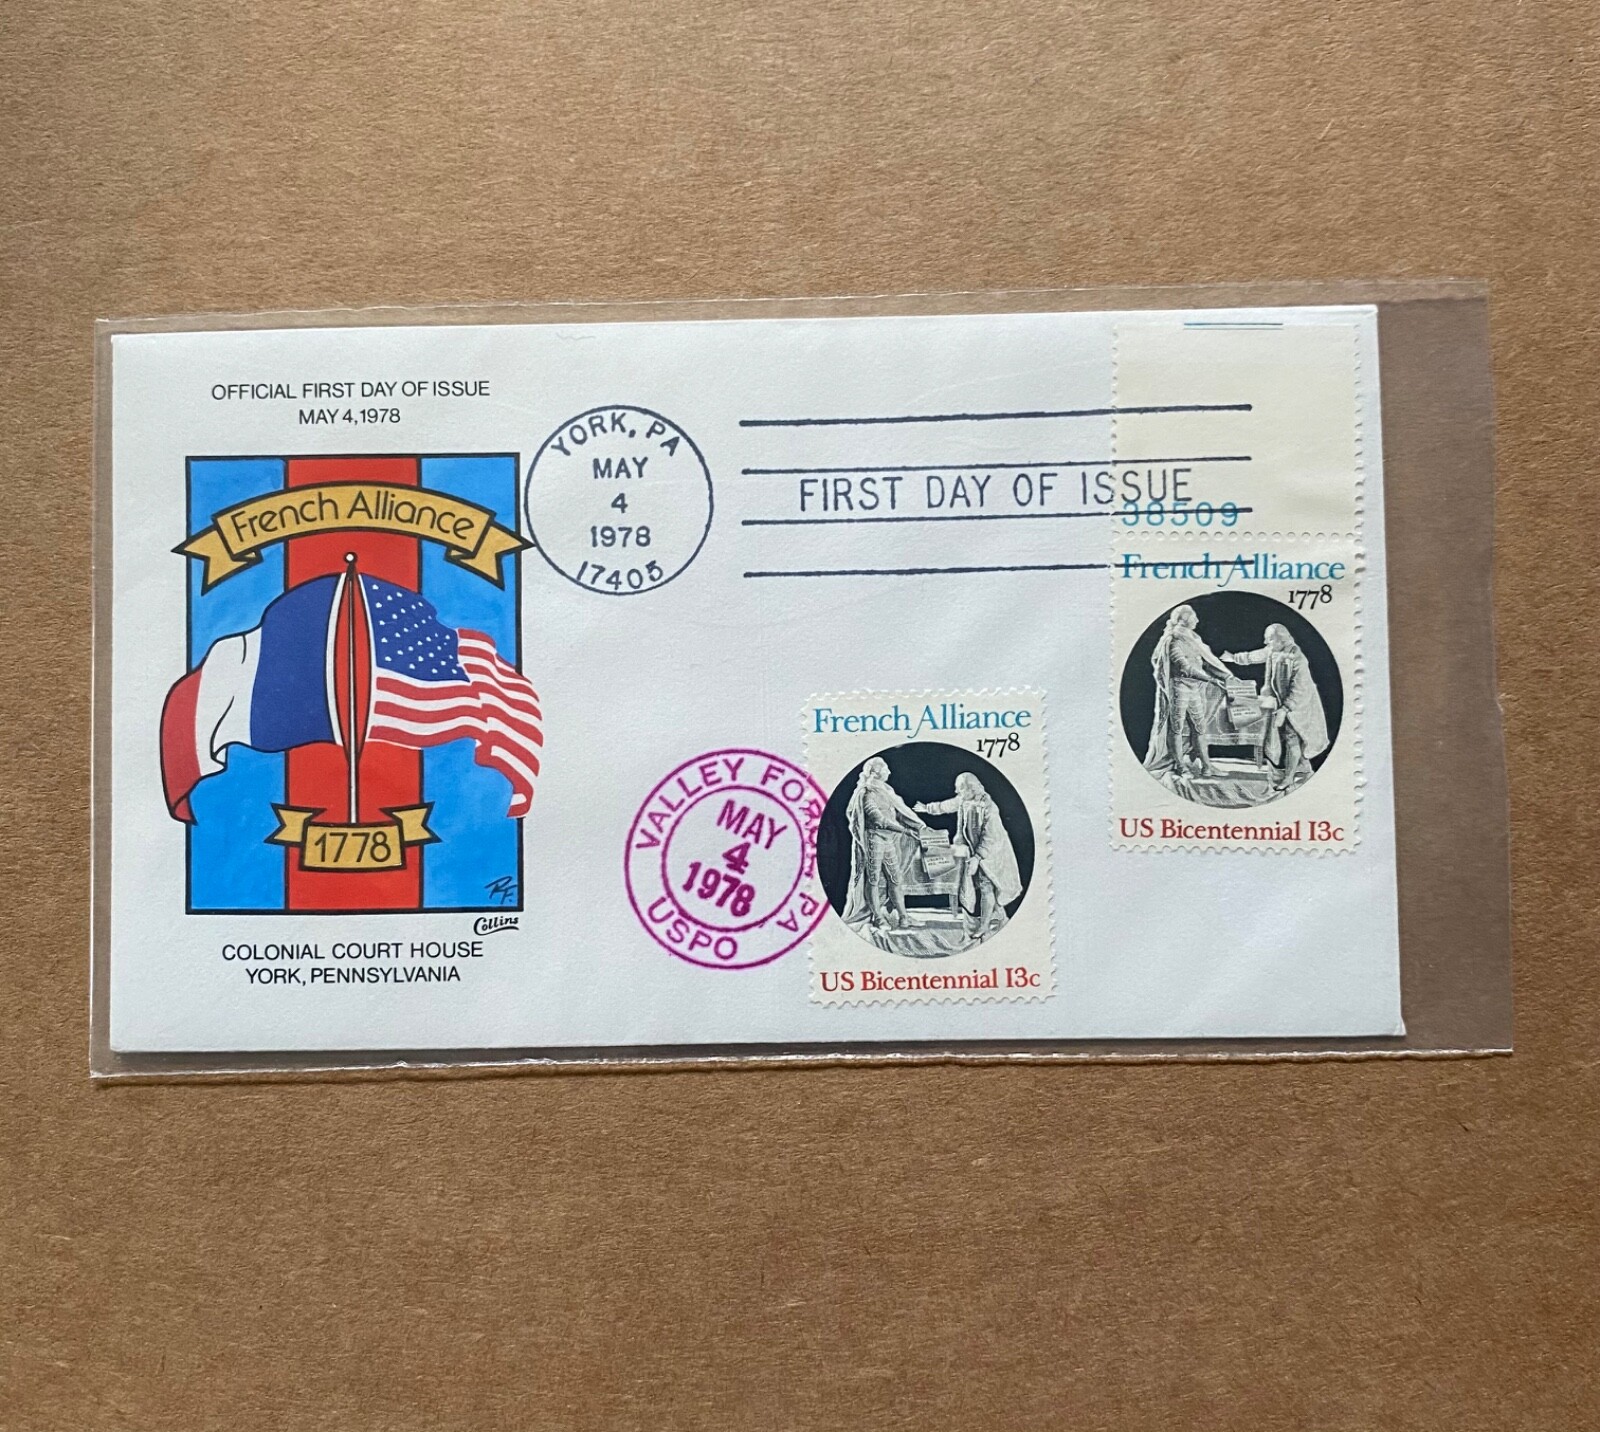 OFFICIAL FIRST DAY OF ISSUE
MAY 4, 1978
French Alliance
1778
RF.
Collins
COLONIAL COURT HOUSE
YORK, PENNSYLVANIA
YORK, PA
MAY
4
1978
17405
FIRST DAY OF ISSUE
38509
French Alliance
1778
US Bicentennial 13c
VALLEY FORGE PA
MAY
4
1978
USPO
French Alliance
1778
US Bicentennial 13c